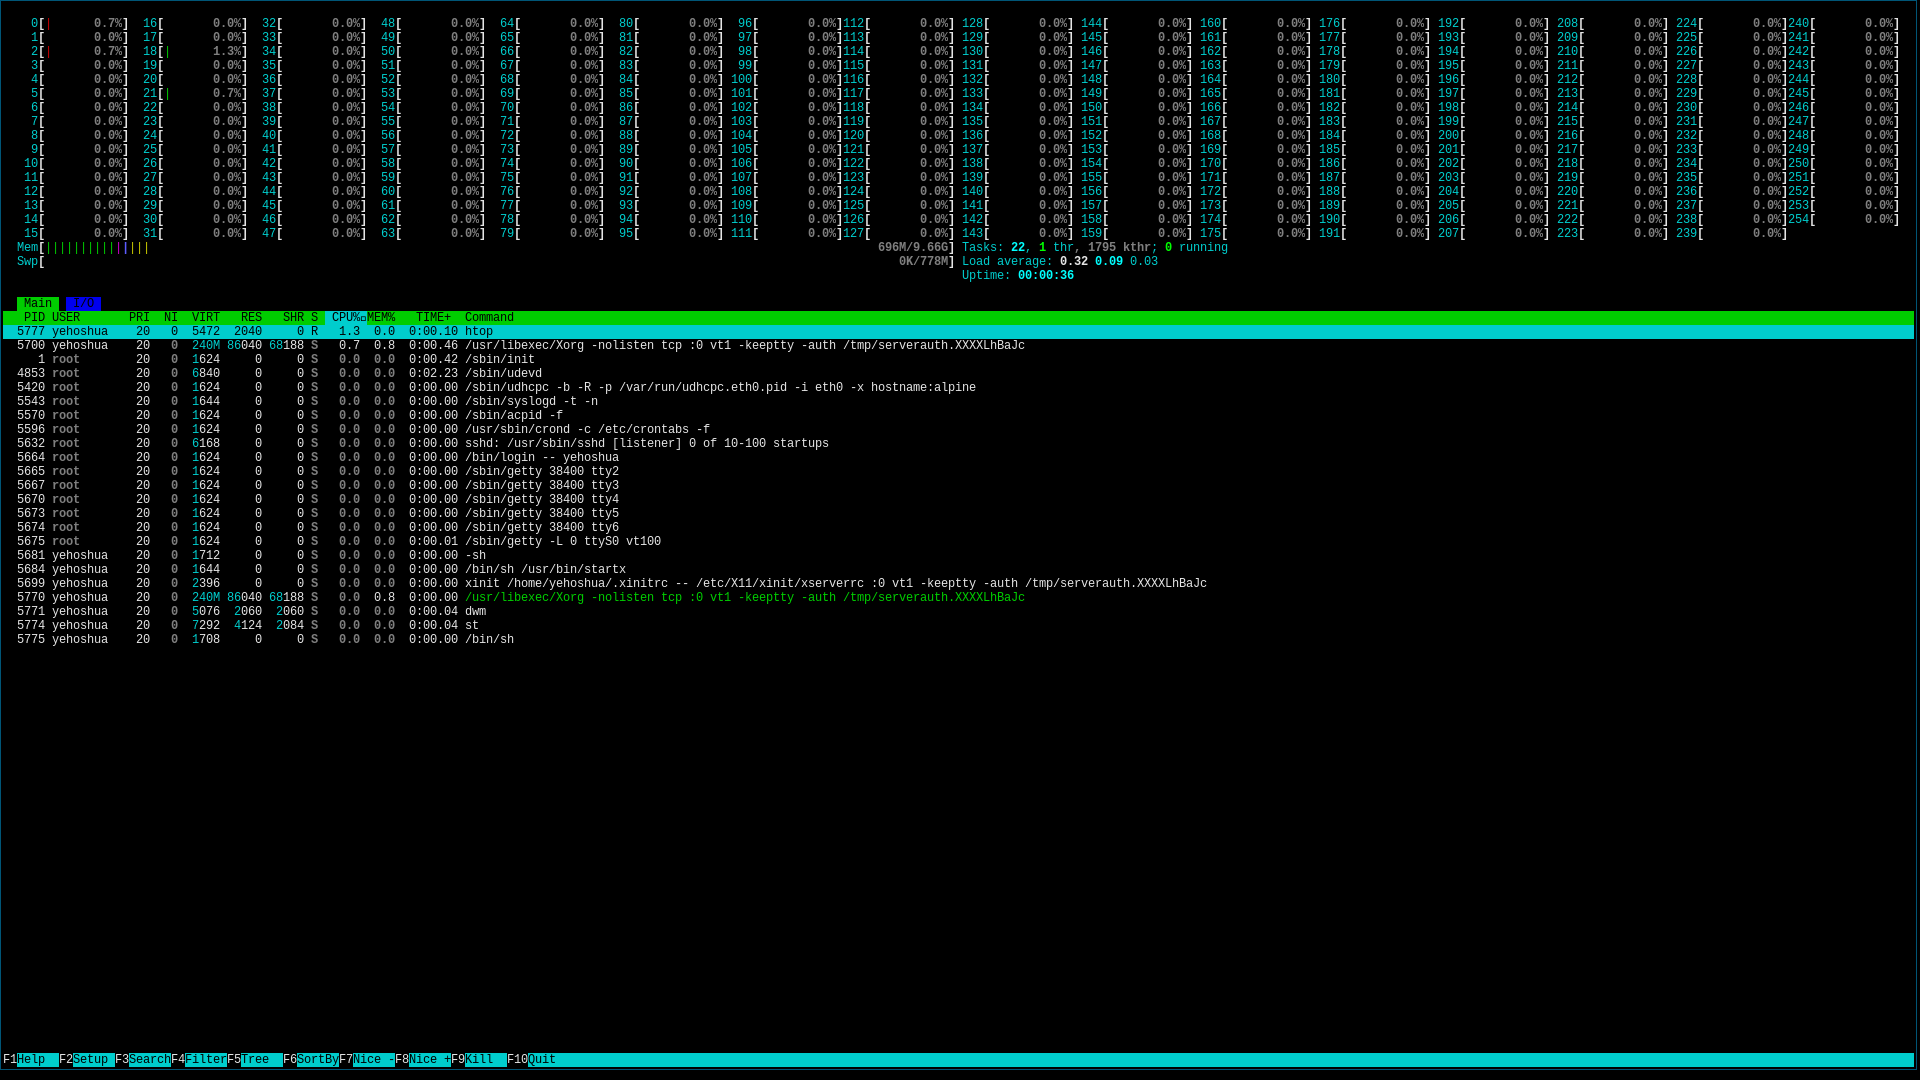 0[| 0.7%] 16[ 0.0%] 32[ 0.0%] 48[ 0.0%] 64[ 0.0%] 80[ 0.0%] 96[ 0.0%]112[ 0.0%] 128[ 0.0%] 144[ 0.0%] 160[ 0.0%] 176[ 0.0%] 192[ 0.0%] 208[ 0.0%] 224[ 0.0%]240[ 0.0%]
1[ 0.0%] 17[ 0.0%] 33[ 0.0%] 49[ 0.0%] 65[ 0.0%] 81[ 0.0%] 97[ 0.0%]113[ 0.0%] 129[ 0.0%] 145[ 0.0%] 161[ 0.0%] 177[ 0.0%] 193[ 0.0%] 209[ 0.0%] 225[ 0.0%]241[ 0.0%]
2[| 0.7%] 18[| 1.3%] 34[ 0.0%] 50[ 0.0%] 66[ 0.0%] 82[ 0.0%] 98[ 0.0%]114[ 0.0%] 130[ 0.0%] 146[ 0.0%] 162[ 0.0%] 178[ 0.0%] 194[ 0.0%] 210[ 0.0%] 226[ 0.0%]242[ 0.0%]
3[ 0.0%] 19[ 0.0%] 35[ 0.0%] 51[ 0.0%] 67[ 0.0%] 83[ 0.0%] 99[ 0.0%]115[ 0.0%] 131[ 0.0%] 147[ 0.0%] 163[ 0.0%] 179[ 0.0%] 195[ 0.0%] 211[ 0.0%] 227[ 0.0%]243[ 0.0%]
4[ 0.0%] 20[ 0.0%] 36[ 0.0%] 52[ 0.0%] 68[ 0.0%] 84[ 0.0%] 100[ 0.0%]116[ 0.0%] 132[ 0.0%] 148[ 0.0%] 164[ 0.0%] 180[ 0.0%] 196[ 0.0%] 212[ 0.0%] 228[ 0.0%]244[ 0.0%]
5[ 0.0%] 21[| 0.7%] 37[ 0.0%] 53[ 0.0%] 69[ 0.0%] 85[ 0.0%] 101[ 0.0%]117[ 0.0%] 133[ 0.0%] 149[ 0.0%] 165[ 0.0%] 181[ 0.0%] 197[ 0.0%] 213[ 0.0%] 229[ 0.0%]245[ 0.0%]
6[ 0.0%] 22[ 0.0%] 38[ 0.0%] 54[ 0.0%] 70[ 0.0%] 86[ 0.0%] 102[ 0.0%]118[ 0.0%] 134[ 0.0%] 150[ 0.0%] 166[ 0.0%] 182[ 0.0%] 198[ 0.0%] 214[ 0.0%] 230[ 0.0%]246[ 0.0%]
7[ 0.0%] 23[ 0.0%] 39[ 0.0%] 55[ 0.0%] 71[ 0.0%] 87[ 0.0%] 103[ 0.0%]119[ 0.0%] 135[ 0.0%] 151[ 0.0%] 167[ 0.0%] 183[ 0.0%] 199[ 0.0%] 215[ 0.0%] 231[ 0.0%]247[ 0.0%]
8[ 0.0%] 24[ 0.0%] 40[ 0.0%] 56[ 0.0%] 72[ 0.0%] 88[ 0.0%] 104[ 0.0%]120[ 0.0%] 136[ 0.0%] 152[ 0.0%] 168[ 0.0%] 184[ 0.0%] 200[ 0.0%] 216[ 0.0%] 232[ 0.0%]248[ 0.0%]
9[ 0.0%] 25[ 0.0%] 41[ 0.0%] 57[ 0.0%] 73[ 0.0%] 89[ 0.0%] 105[ 0.0%]121[ 0.0%] 137[ 0.0%] 153[ 0.0%] 169[ 0.0%] 185[ 0.0%] 201[ 0.0%] 217[ 0.0%] 233[ 0.0%]249[ 0.0%]
10[ 0.0%] 26[ 0.0%] 42[ 0.0%] 58[ 0.0%] 74[ 0.0%] 90[ 0.0%] 106[ 0.0%]122[ 0.0%] 138[ 0.0%] 154[ 0.0%] 170[ 0.0%] 186[ 0.0%] 202[ 0.0%] 218[ 0.0%] 234[ 0.0%]250[ 0.0%]
11[ 0.0%] 27[ 0.0%] 43[ 0.0%] 59[ 0.0%] 75[ 0.0%] 91[ 0.0%] 107[ 0.0%]123[ 0.0%] 139[ 0.0%] 155[ 0.0%] 171[ 0.0%] 187[ 0.0%] 203[ 0.0%] 219[ 0.0%] 235[ 0.0%]251[ 0.0%]
12[ 0.0%] 28[ 0.0%] 44[ 0.0%] 60[ 0.0%] 76[ 0.0%] 92[ 0.0%] 108[ 0.0%]124[ 0.0%] 140[ 0.0%] 156[ 0.0%] 172[ 0.0%] 188[ 0.0%] 204[ 0.0%] 220[ 0.0%] 236[ 0.0%]252[ 0.0%]
13[ 0.0%] 29[ 0.0%] 45[ 0.0%] 61[ 0.0%] 77[ 0.0%] 93[ 0.0%] 109[ 0.0%]125[ 0.0%] 141[ 0.0%] 157[ 0.0%] 173[ 0.0%] 189[ 0.0%] 205[ 0.0%] 221[ 0.0%] 237[ 0.0%]253[ 0.0%]
14[ 0.0%] 30[ 0.0%] 46[ 0.0%] 62[ 0.0%] 78[ 0.0%] 94[ 0.0%] 110[ 0.0%]126[ 0.0%] 142[ 0.0%] 158[ 0.0%] 174[ 0.0%] 190[ 0.0%] 206[ 0.0%] 222[ 0.0%] 238[ 0.0%]254[ 0.0%]
15[ 0.0%] 31[ 0.0%] 47[ 0.0%] 63[ 0.0%] 79[ 0.0%] 95[ 0.0%] 111[ 0.0%]127[ 0.0%] 143[ 0.0%] 159[ 0.0%] 175[ 0.0%] 191[ 0.0%] 207[ 0.0%] 223[ 0.0%] 239[ 0.0%]
Mem[||||||||||||||| 696M/9.66G] Tasks: 22, 1 thr, 1795 kthr; 0 running
Swp[ 0K/778M] Load average: 0.32 0.09 0.03
Uptime: 00:00:36
Main I/O
PID USER PRI NI VIRT RES SHR S CPU%▫MEM% TIME+ Command
5777 yehoshua 20 0 5472 2040 0 R 1.3 0.0 0:00.10 htop
5700 yehoshua 20 0 240M 86040 68188 S 0.7 0.8 0:00.46 /usr/libexec/Xorg -nolisten tcp :0 vt1 -keeptty -auth /tmp/serverauth.XXXXLhBaJc
1 root 20 0 1624 0 0 S 0.0 0.0 0:00.42 /sbin/init
4853 root 20 0 6840 0 0 S 0.0 0.0 0:02.23 /sbin/udevd
5420 root 20 0 1624 0 0 S 0.0 0.0 0:00.00 /sbin/udhcpc -b -R -p /var/run/udhcpc.eth0.pid -i eth0 -x hostname:alpine
5543 root 20 0 1644 0 0 S 0.0 0.0 0:00.00 /sbin/syslogd -t -n
5570 root 20 0 1624 0 0 S 0.0 0.0 0:00.00 /sbin/acpid -f
5596 root 20 0 1624 0 0 S 0.0 0.0 0:00.00 /usr/sbin/crond -c /etc/crontabs -f
5632 root 20 0 6168 0 0 S 0.0 0.0 0:00.00 sshd: /usr/sbin/sshd [listener] 0 of 10-100 startups
5664 root 20 0 1624 0 0 S 0.0 0.0 0:00.00 /bin/login -- yehoshua
5665 root 20 0 1624 0 0 S 0.0 0.0 0:00.00 /sbin/getty 38400 tty2
5667 root 20 0 1624 0 0 S 0.0 0.0 0:00.00 /sbin/getty 38400 tty3
5670 root 20 0 1624 0 0 S 0.0 0.0 0:00.00 /sbin/getty 38400 tty4
5673 root 20 0 1624 0 0 S 0.0 0.0 0:00.00 /sbin/getty 38400 tty5
5674 root 20 0 1624 0 0 S 0.0 0.0 0:00.00 /sbin/getty 38400 tty6
5675 root 20 0 1624 0 0 S 0.0 0.0 0:00.01 /sbin/getty -L 0 ttyS0 vt100
5681 yehoshua 20 0 1712 0 0 S 0.0 0.0 0:00.00 -sh
5684 yehoshua 20 0 1644 0 0 S 0.0 0.0 0:00.00 /bin/sh /usr/bin/startx
5699 yehoshua 20 0 2396 0 0 S 0.0 0.0 0:00.00 xinit /home/yehoshua/.xinitrc -- /etc/X11/xinit/xserverrc :0 vt1 -keeptty -auth /tmp/serverauth.XXXXLhBaJc
5770 yehoshua 20 0 240M 86040 68188 S 0.0 0.8 0:00.00 /usr/libexec/Xorg -nolisten tcp :0 vt1 -keeptty -auth /tmp/serverauth.XXXXLhBaJc
5771 yehoshua 20 0 5076 2060 2060 S 0.0 0.0 0:00.04 dwm
5774 yehoshua 20 0 7292 4124 2084 S 0.0 0.0 0:00.04 st
5775 yehoshua 20 0 1708 0 0 S 0.0 0.0 0:00.00 /bin/sh
F1Help F2Setup F3SearchF4FilterF5Tree F6SortByF7Nice -F8Nice +F9Kill F10Quit